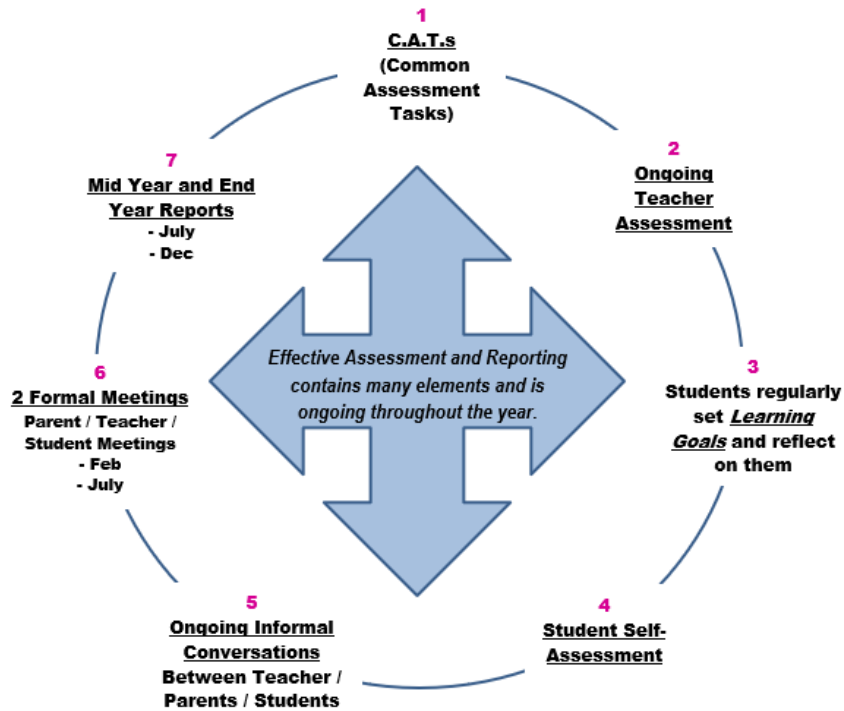 1
C.A.T.s
(Common
Assessment
Tasks)
2
Ongoing
Teacher
Assessment
3
Students regularly
set Learning
Goals and reflect
on them
4
Student Self-
Assessment
5
Ongoing Informal
Conversations
Between Teacher /
Parents / Students
6
2 Formal Meetings
Parent / Teacher /
Student Meetings
- Feb
- July
7
Mid Year and End
Year Reports
- July
- Dec
Effective Assessment and Reporting
contains many elements and is
ongoing throughout the year.